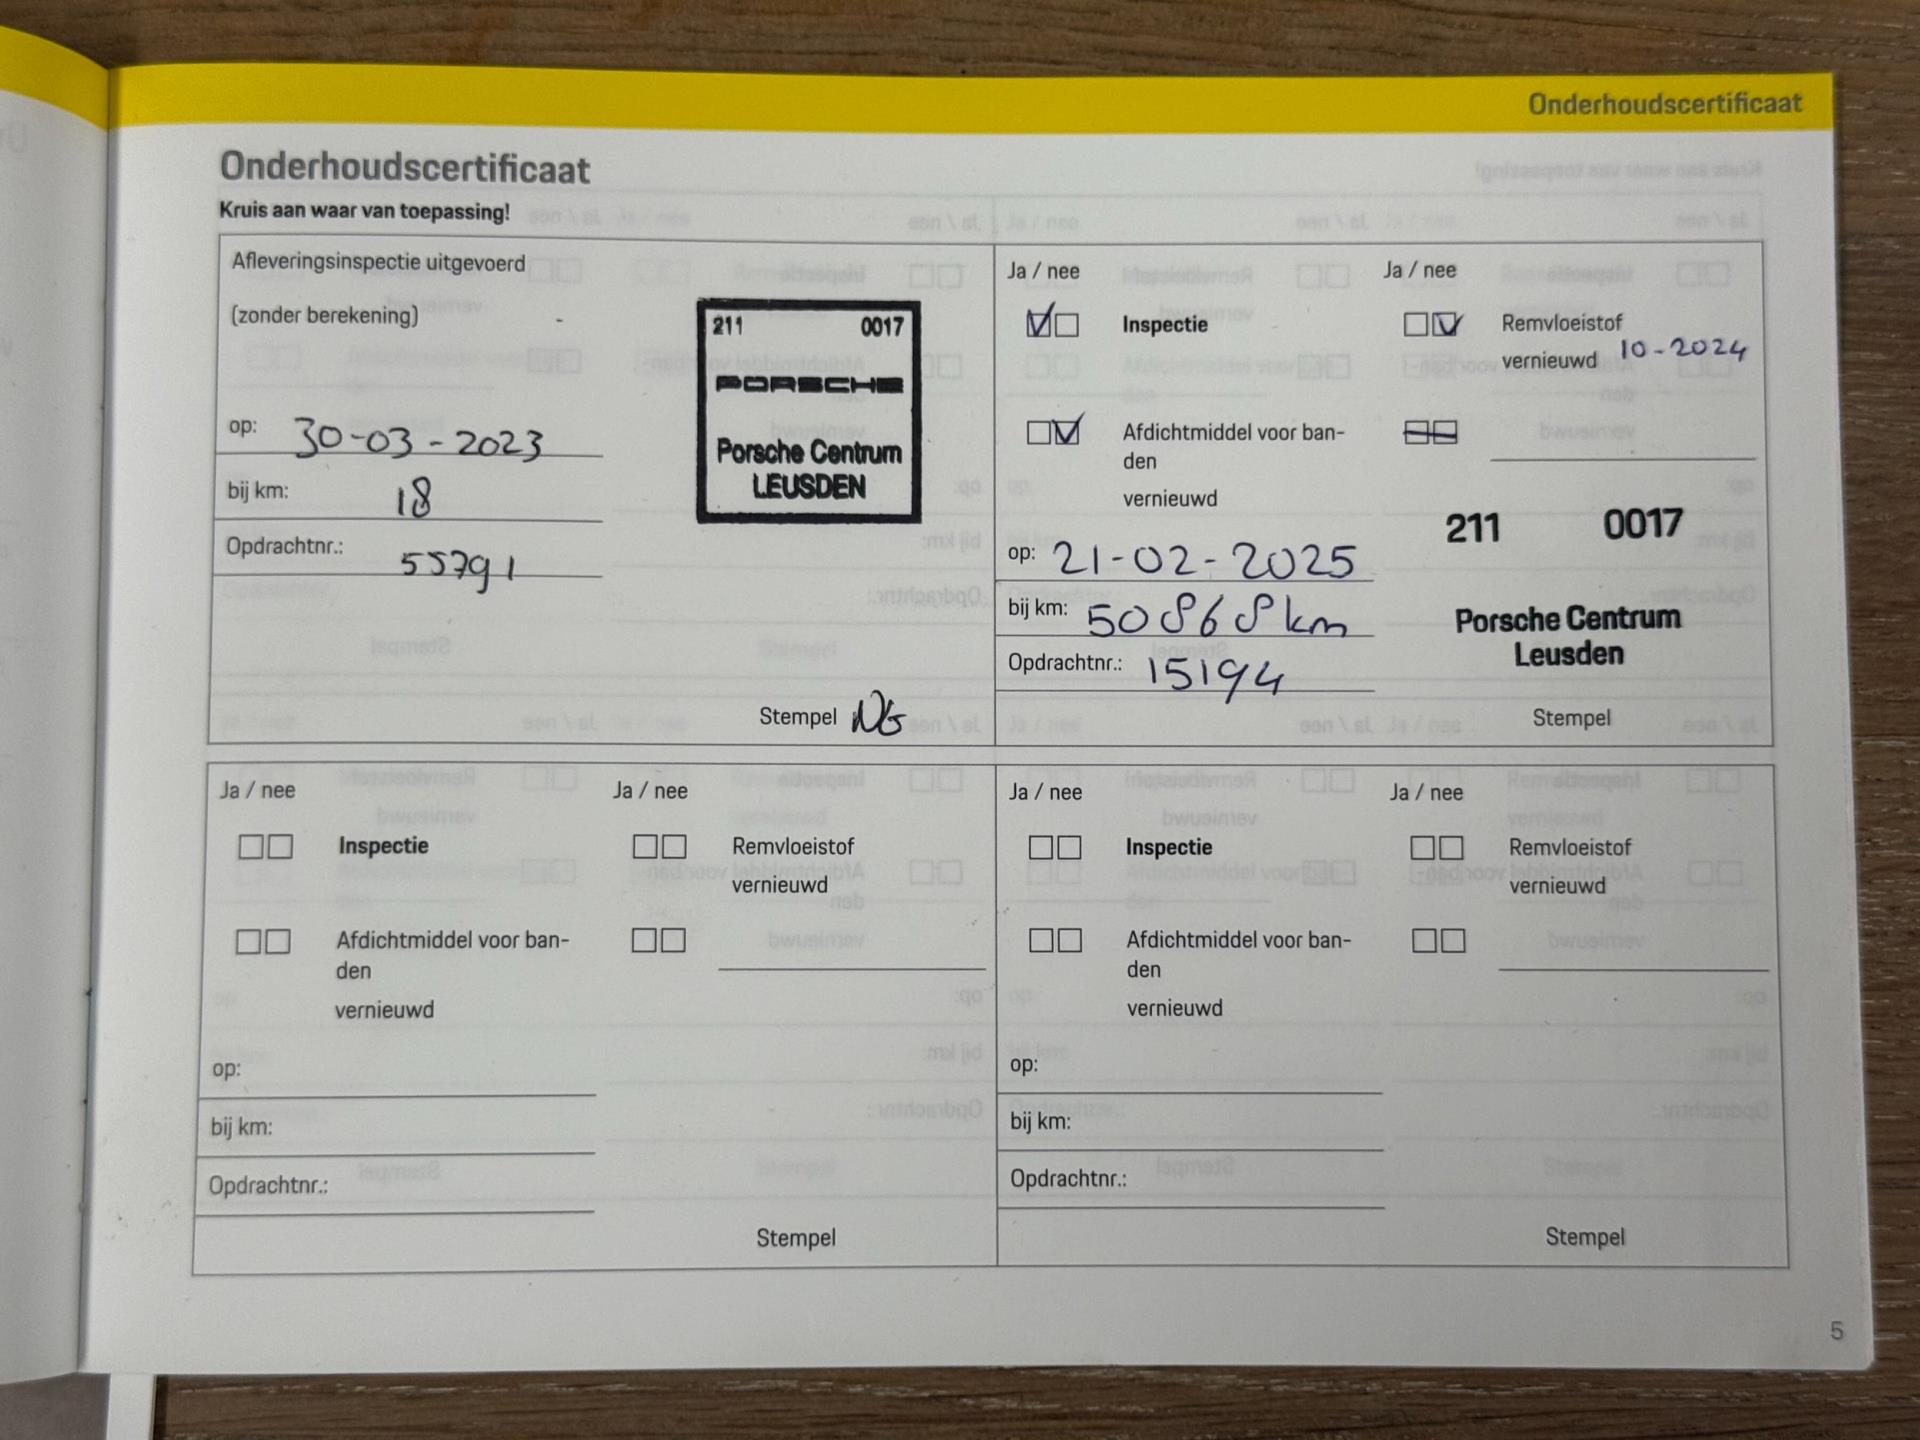 Onderhoudscertificaat
Onderhoudscertificaat
Kruis aan waar van toepassing!
Afleveringsinspectie uitgevoerd
(zonder berekening)
211 0017
PORSCHE
Porsche Centrum
LEUSDEN
op: 30-03-2023
bij km: 18
Opdrachtnr.: 55791
Stempel
Ja / nee Ja / nee
Inspectie Remvloeistof
vernieuwd 10-2024
Afdichtmiddel voor ban-
den
vernieuwd
211 0017
op: 21-02-2025
bij km: 50868km
Porsche Centrum
Leusden
Opdrachtnr.: 15194
Stempel
Ja / nee Ja / nee
Inspectie Remvloeistof
vernieuwd
Afdichtmiddel voor ban-
den
vernieuwd
op:
bij km:
Opdrachtnr.:
Stempel
Ja / nee Ja / nee
Inspectie Remvloeistof
vernieuwd
Afdichtmiddel voor ban-
den
vernieuwd
op:
bij km:
Opdrachtnr.:
Stempel
5